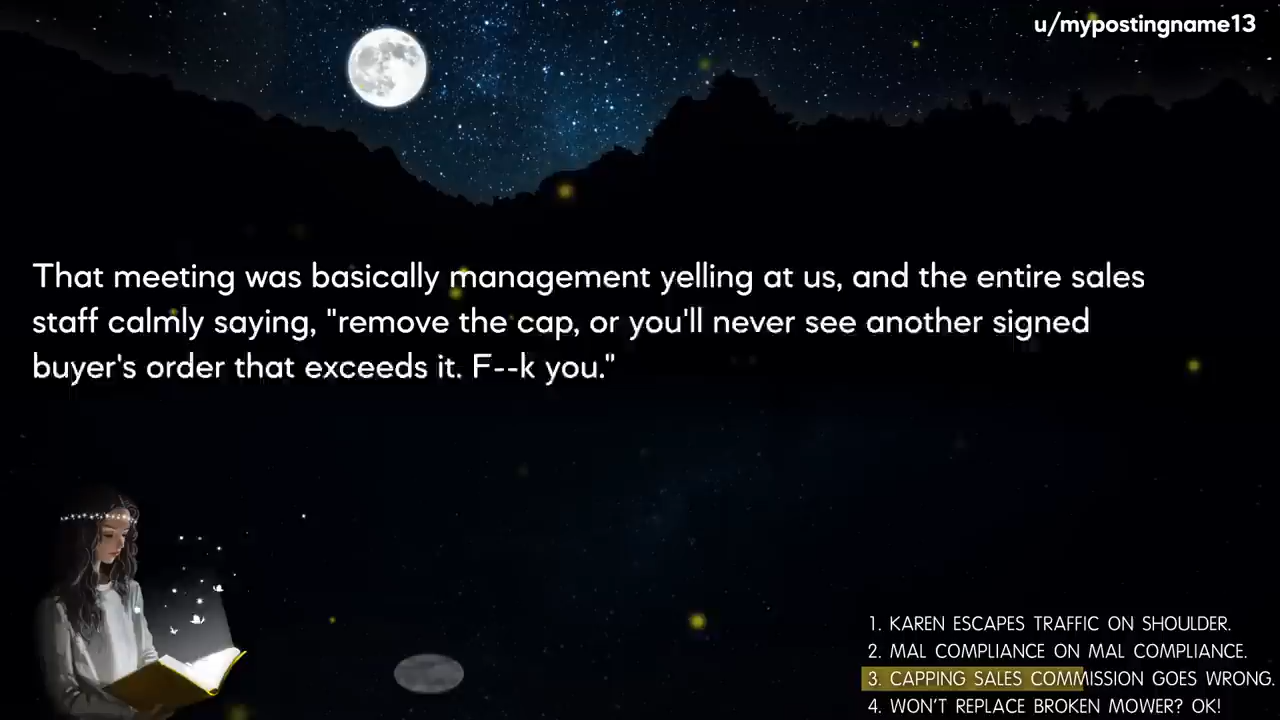 u/mypostingname13
That meeting was basically management yelling at us, and the entire sales
staff calmly saying, "remove the cap, or you'll never see another signed
buyer's order that exceeds it. F--k you."
1. KAREN ESCAPES TRAFFIC ON SHOULDER.
2. MAL COMPLIANCE ON MAL COMPLIANCE.
3. CAPPING SALES COMMISSION GOES WRONG.
4. WON'T REPLACE BROKEN MOWER? OK!